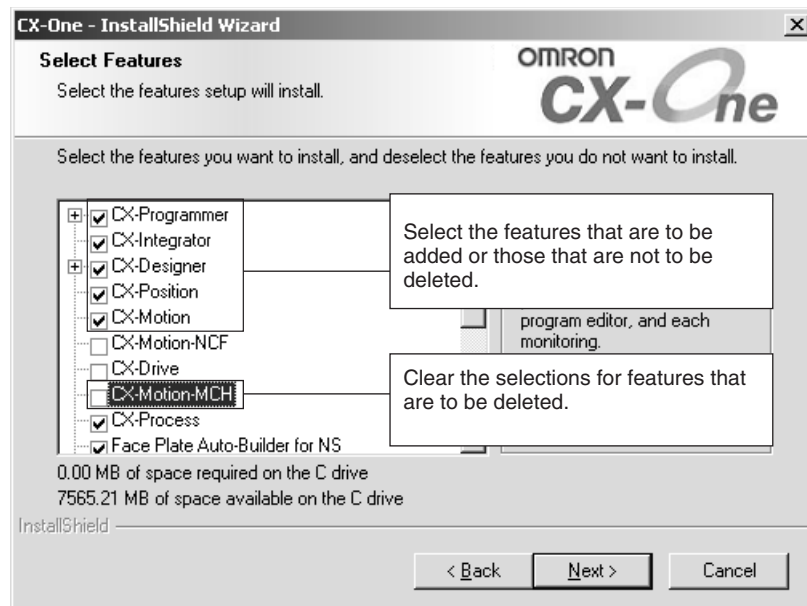 CX-One - InstallShield Wizard
Select Features
Select the features setup will install.
OMRON
CX-One
Select the features you want to install, and deselect the features you do not want to install.
CX-Programmer
CX-Integrator
CX-Designer
CX-Position
CX-Motion
CX-Motion-NCF
CX-Drive
CX-Motion-MCH
CX-Process
Face Plate Auto-Builder for NS
Select the features that are to be
added or those that are not to be
deleted.
program editor, and each
monitoring.
Clear the selections for features that
are to be deleted.
0.00 MB of space required on the C drive
7565.21 MB of space available on the C drive
InstallShield
< Back
Next >
Cancel